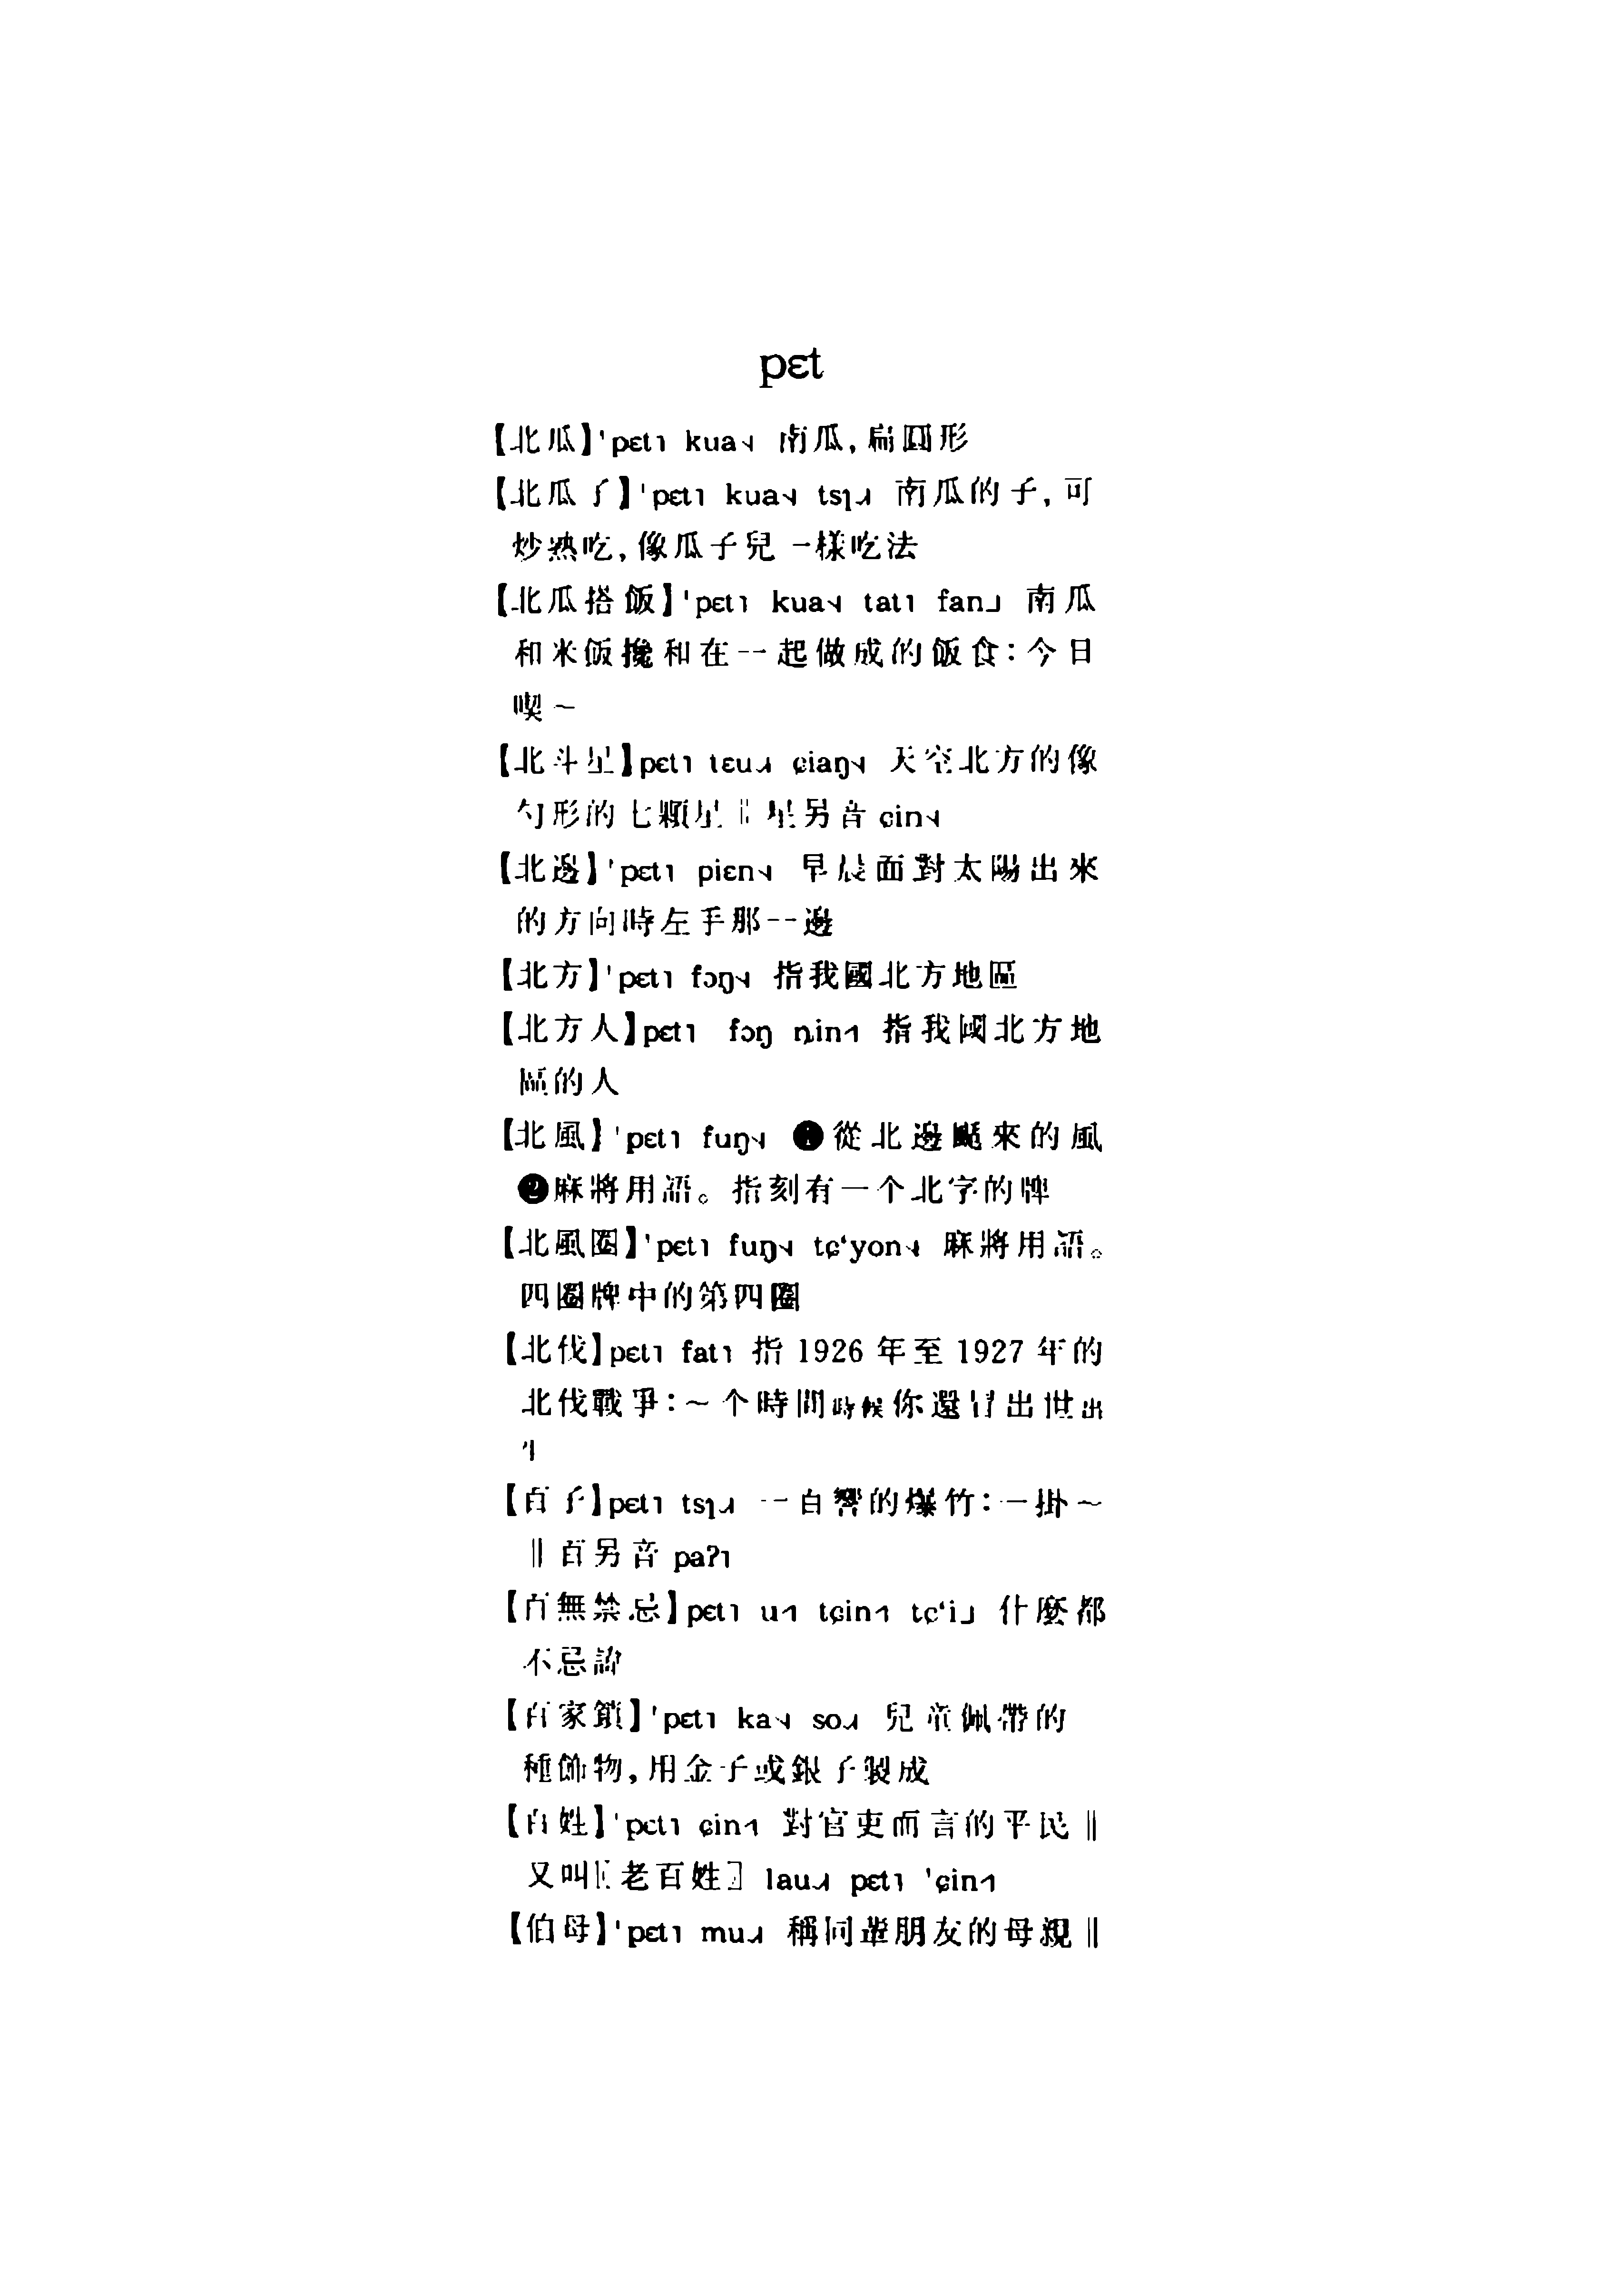 pɛt
【北瓜】'pɛt˥ kua˧ 南瓜,扁圓形
【北瓜子】'pɛt˥ kua˧ tsɿ˨ 南瓜的子,可
炒熟吃,像瓜子兒一樣吃法
【北瓜搭飯】'pɛt˥ kua˧ tat˥ fan˩ 南瓜
和米飯攙和在一起做成的飯食:今日
喫～
【北斗星】pɛt˥ tɛu˨ ɕiaŋ˧ 天空北方的像
勺形的七顆星‖星另音 ɕin˧
【北邊】'pɛt˥ piɛn˧ 早晨面對太陽出來
的方向時左手那一邊
【北方】'pɛt˥ fɔŋ˧ 指我國北方地區
【北方人】pɛt˥ fɔŋ ȵin˦ 指我國北方地
區的人
【北風】'pɛt˥ fuŋ˧ ❶從北邊颳來的風
❷麻將用語。指刻有一个北字的牌
【北風圈】'pɛt˥ fuŋ˧ tɕ‘yon˧ 麻將用語。
四圈牌中的第四圈
【北伐】pɛt˥ fat˥ 指 1926 年至 1927 年的
北伐戰爭:～个時間時候你還冇出世出
【百子】pɛt˥ tsɿ˨ 一百響的爆竹:一掛～
‖百另音 paʔ˥
【百無禁忌】pɛt˥ u˦ tɕin˦ tɕ‘i˩ 什麼都
不忌諱
【百家鎖】'pɛt˥ ka˧ so˨ 兒童佩帶的
種飾物,用金子或銀子製成
【百姓】'pɛt˥ ɕin˦ 對官吏而言的平民‖
又叫〖老百姓〗lau˨ pɛt˥ 'ɕin˦
【伯母】'pɛt˥ mu˨ 稱同輩朋友的母親‖